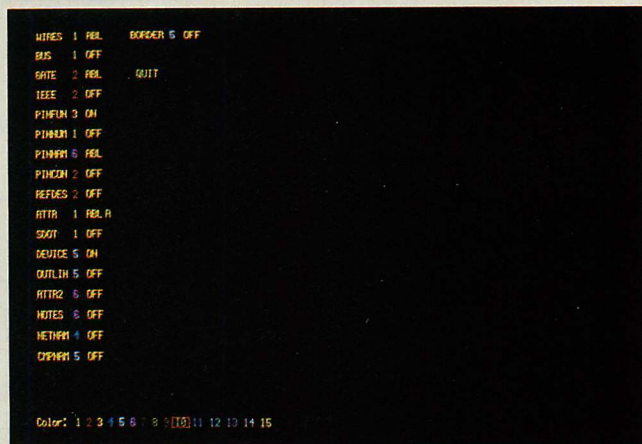 WIRES 1 ABL BORDER 5 OFF
BUS 1 OFF
GATE 2 ABL QUIT
IEEE 2 OFF
PINFUN 3 ON
PINNUM 1 OFF
PINNAM 6 ABL
PINCON 2 OFF
REFDES 2 OFF
ATTR 1 ABL A
SDOT 1 OFF
DEVICE 5 ON
OUTLIN 5 OFF
ATTR2 6 OFF
NOTES 6 OFF
NETNAM 4 OFF
CMPNAM 5 OFF
Color: 1 2 3 4 5 6 7 8 9 10 11 12 13 14 15